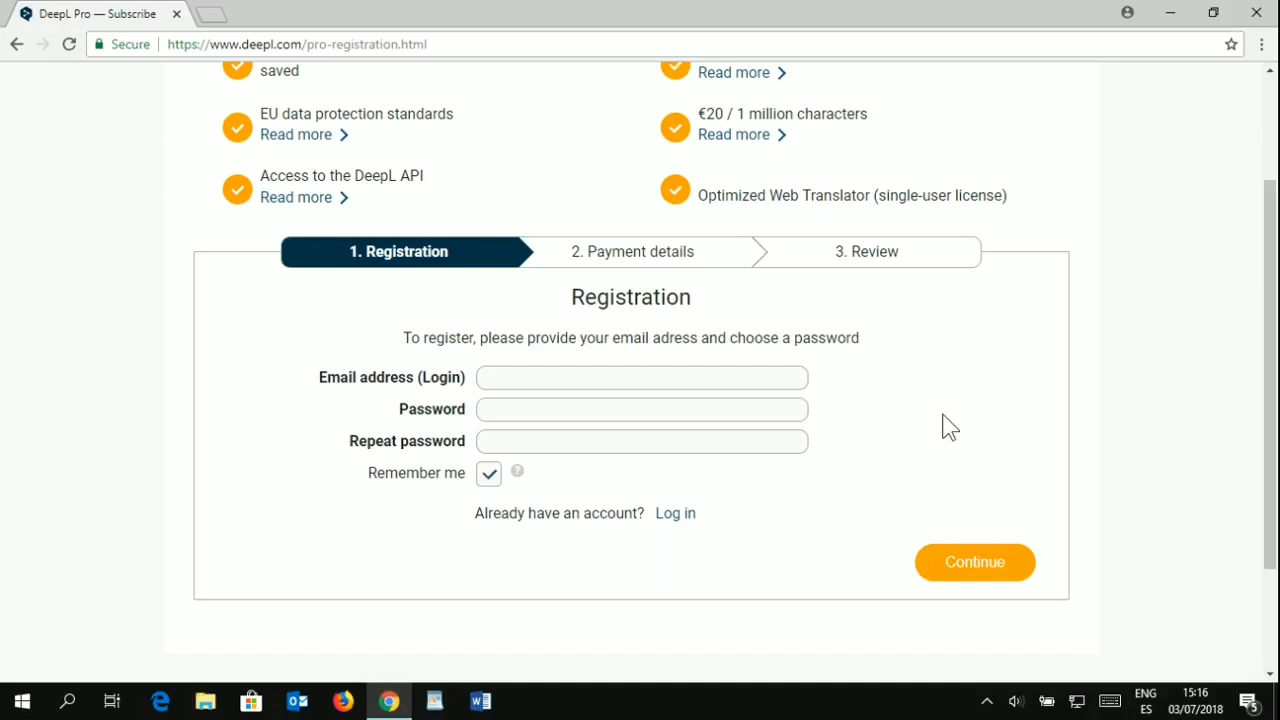 DeepL Pro — Subscribe
Secure
https://www.deepl.com/pro-registration.html
saved
Read more
EU data protection standards
Read more
€20 / 1 million characters
Read more
Access to the DeepL API
Read more
Optimized Web Translator (single-user license)
1. Registration
2. Payment details
3. Review
Registration
To register, please provide your email adress and choose a password
Email address (Login)
Password
Repeat password
Remember me
?
Already have an account? Log in
Continue
ENG
ES
15:16
03/07/2018
5